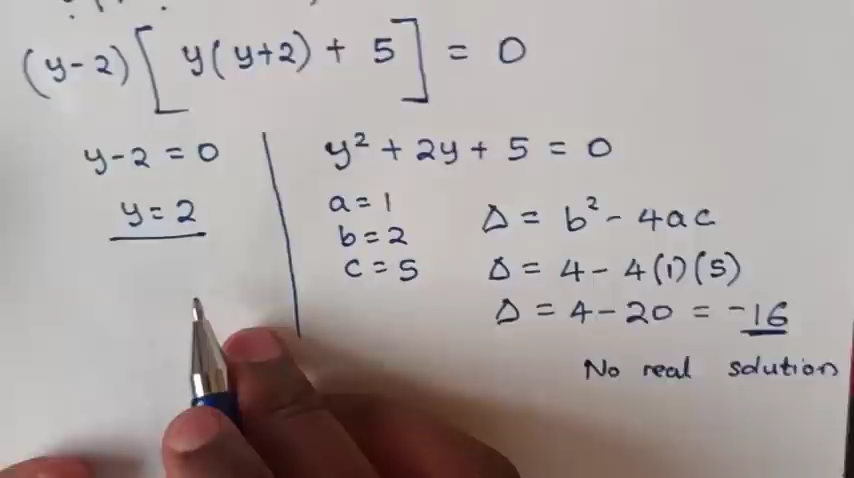 (y-2)[y(y+2) + 5] = 0
y-2 = 0
y = 2
y² + 2y + 5 = 0
a = 1
b = 2
c = 5
Δ = b² - 4ac
Δ = 4 - 4(1)(5)
Δ = 4 - 20 = -16
No real solution